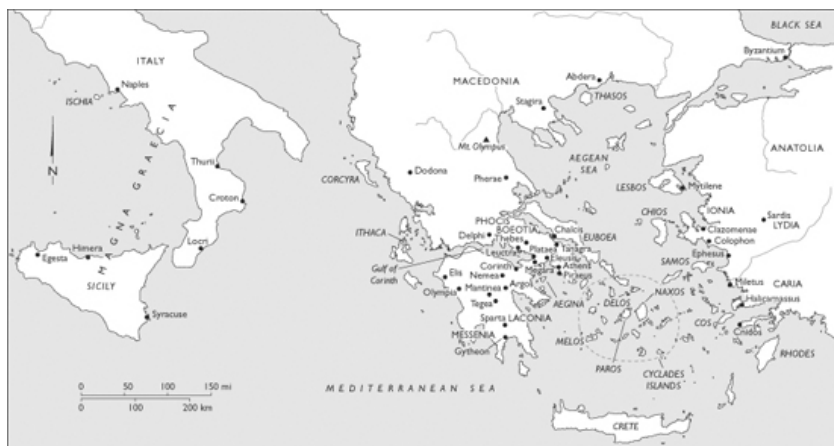 BLACK SEA
ITALY
Byzantium
Naples
ISCHIA
MACEDONIA
Abdera
THASOS
Stagira
MAGNA GRAECIA
N
Mt. Olympus
ANATOLIA
Thurii
CORCYRA
Dodona
AEGEAN
SEA
Pherae
LESBOS
Mytilene
Croton
IONIA
Sardis
LYDIA
CHIOS
Clazomenae
Colophon
ITHACA
PHOCIS
Delphi
BOEOTIA
Thebes
Chalcis
EUBOEA
Tanagra
Plataea
Leuctra
Eleusis
Locri
Himera
Egesta
SICILY
Syracuse
Gulf of
Corinth
Corinth
Megara
Athens
Piraeus
SAMOS
Ephesus
Elis
Nemea
Olympia
Mantinea
Argos
AEGINA
Tegea
DELOS
NAXOS
Miletus
CARIA
Halicarnassus
Sparta
LACONIA
MESSENIA
Gytheon
MELOS
COS
Cnidos
PAROS
CYCLADES
ISLANDS
RHODES
0 50 100 150 mi
0 100 200 km
MEDITERRANEAN SEA
CRETE